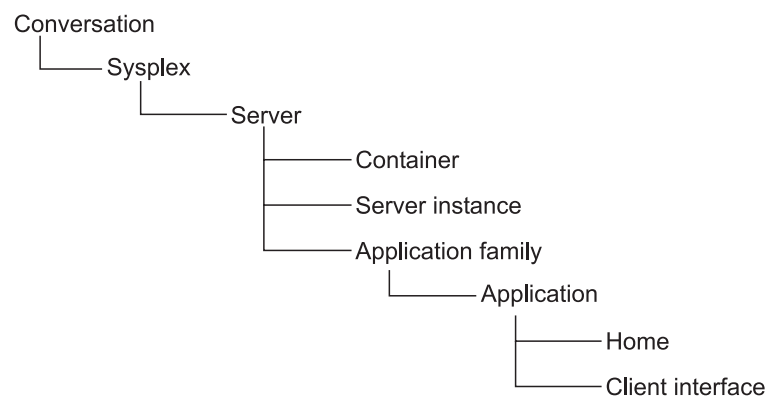 Conversation
Sysplex
Server
Container
Server instance
Application family
Application
Home
Client interface